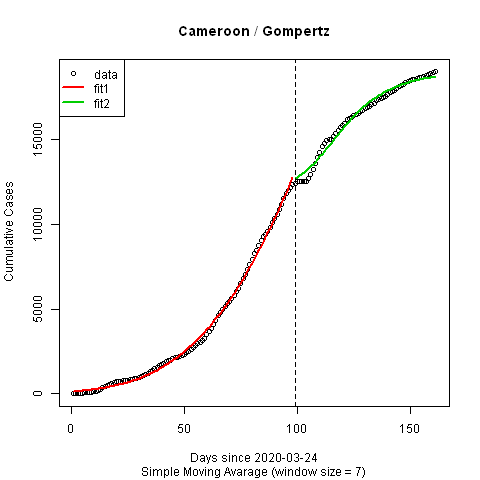 Cameroon / Gompertz
data
fit1
fit2
Cumulative Cases
0
5000
10000
15000
0
50
100
150
Days since 2020-03-24
Simple Moving Avarage (window size = 7)